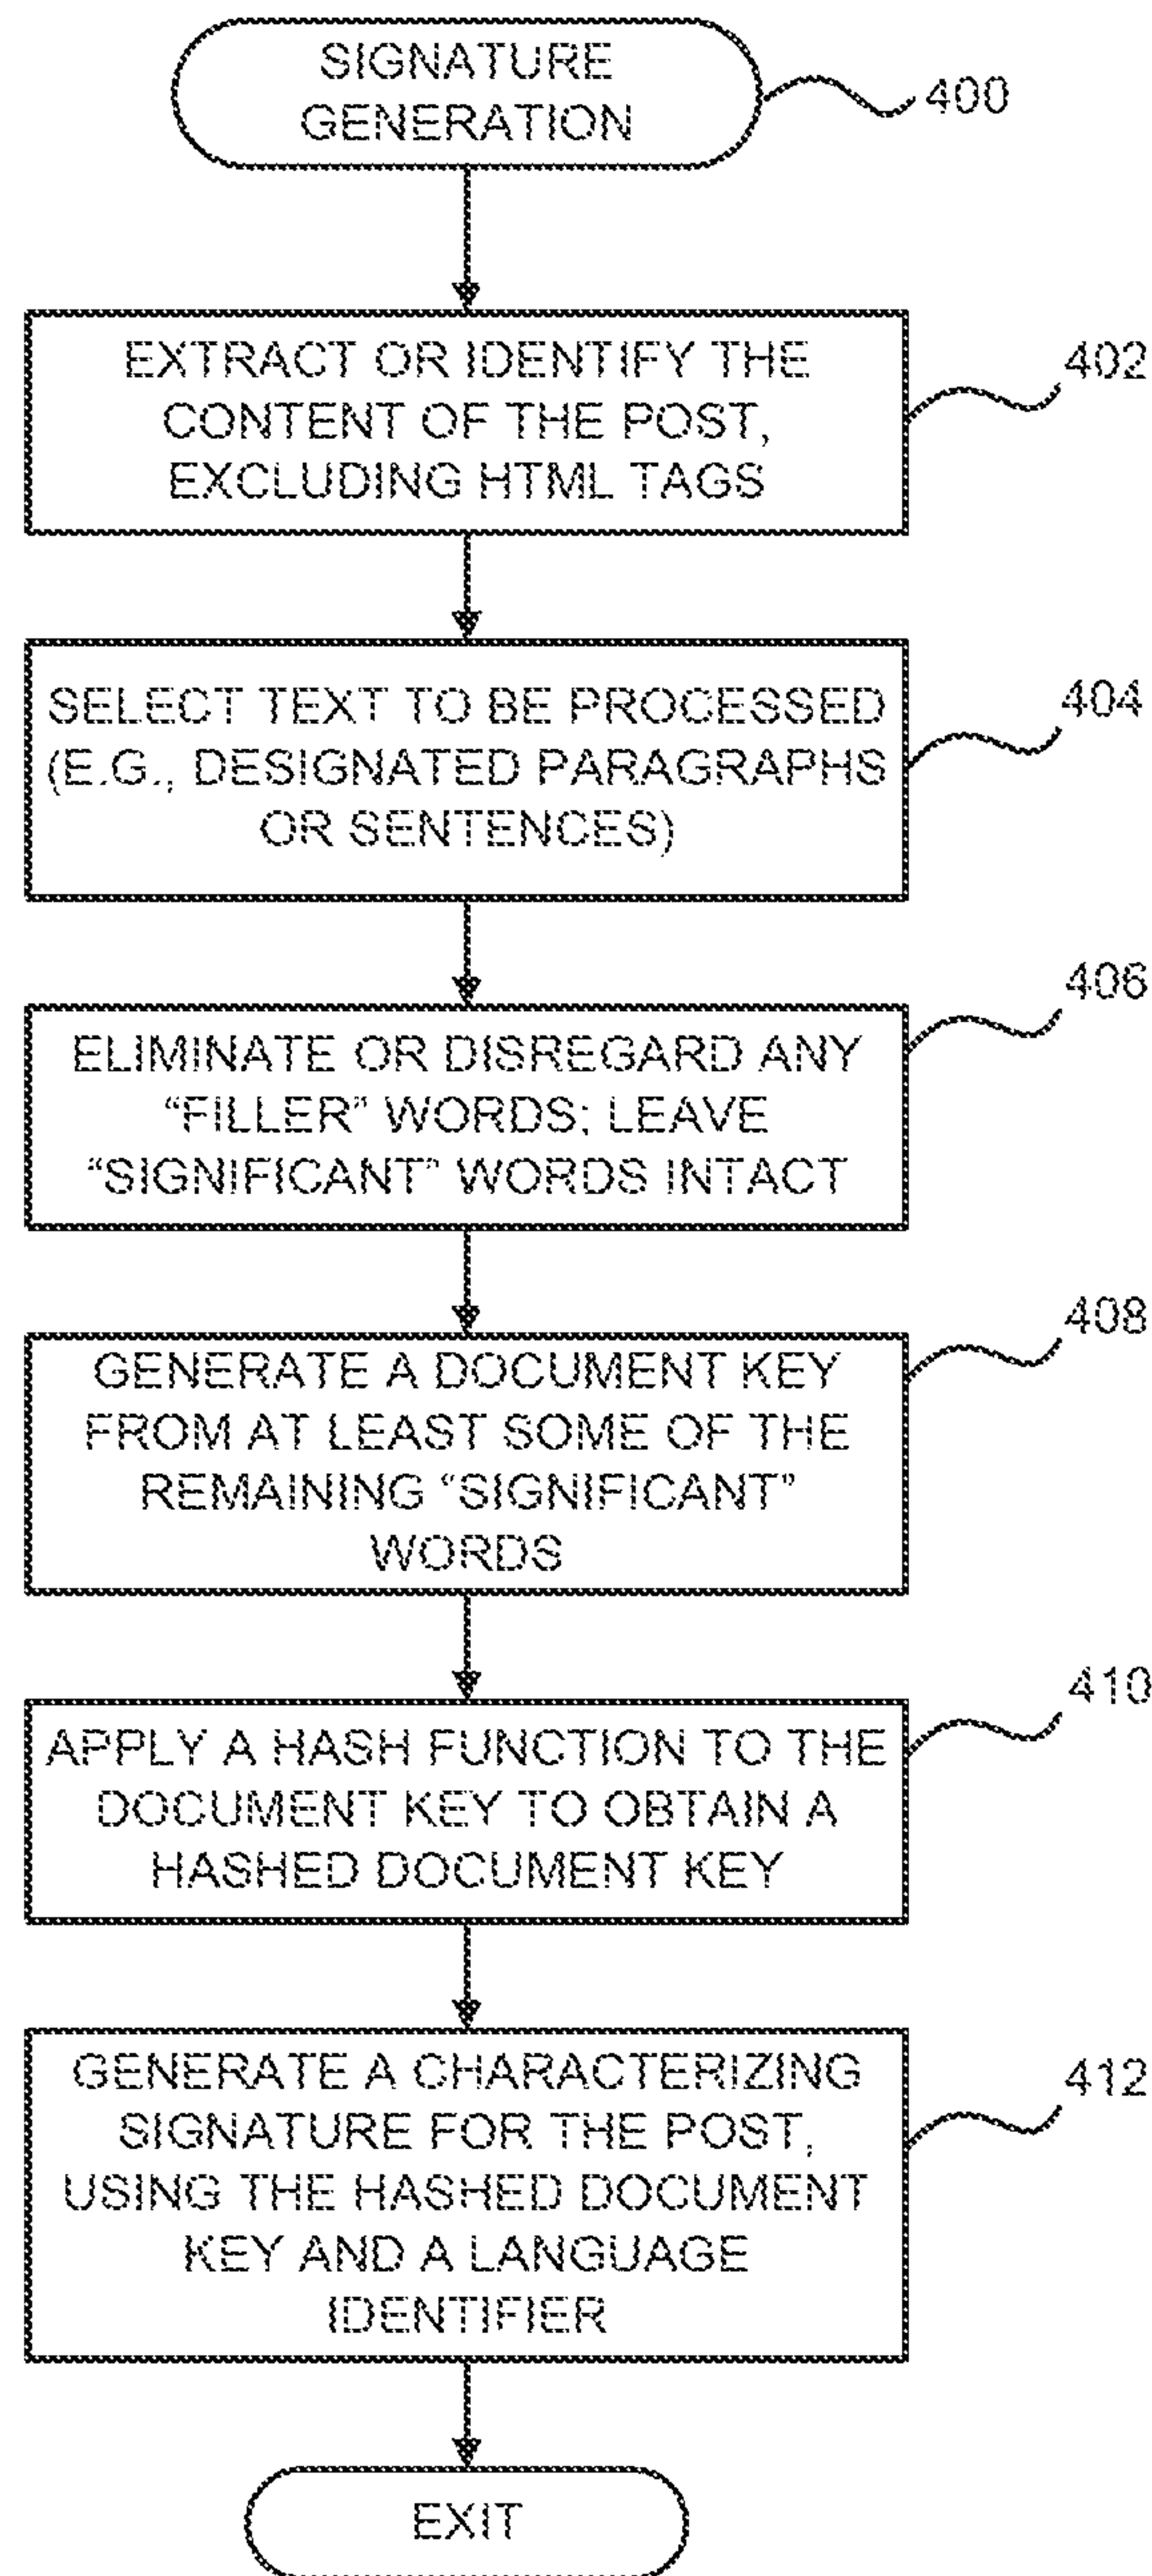 SIGNATURE
GENERATION
400
EXTRACT OR IDENTIFY THE
CONTENT OF THE POST,
EXCLUDING HTML TAGS
402
SELECT TEXT TO BE PROCESSED
(E.G., DESIGNATED PARAGRAPHS
OR SENTENCES)
404
ELIMINATE OR DISREGARD ANY
“FILLER” WORDS; LEAVE
“SIGNIFICANT” WORDS INTACT
406
GENERATE A DOCUMENT KEY
FROM AT LEAST SOME OF THE
REMAINING “SIGNIFICANT”
WORDS
408
APPLY A HASH FUNCTION TO THE
DOCUMENT KEY TO OBTAIN A
HASHED DOCUMENT KEY
410
GENERATE A CHARACTERIZING
SIGNATURE FOR THE POST,
USING THE HASHED DOCUMENT
KEY AND A LANGUAGE
IDENTIFIER
412
EXIT